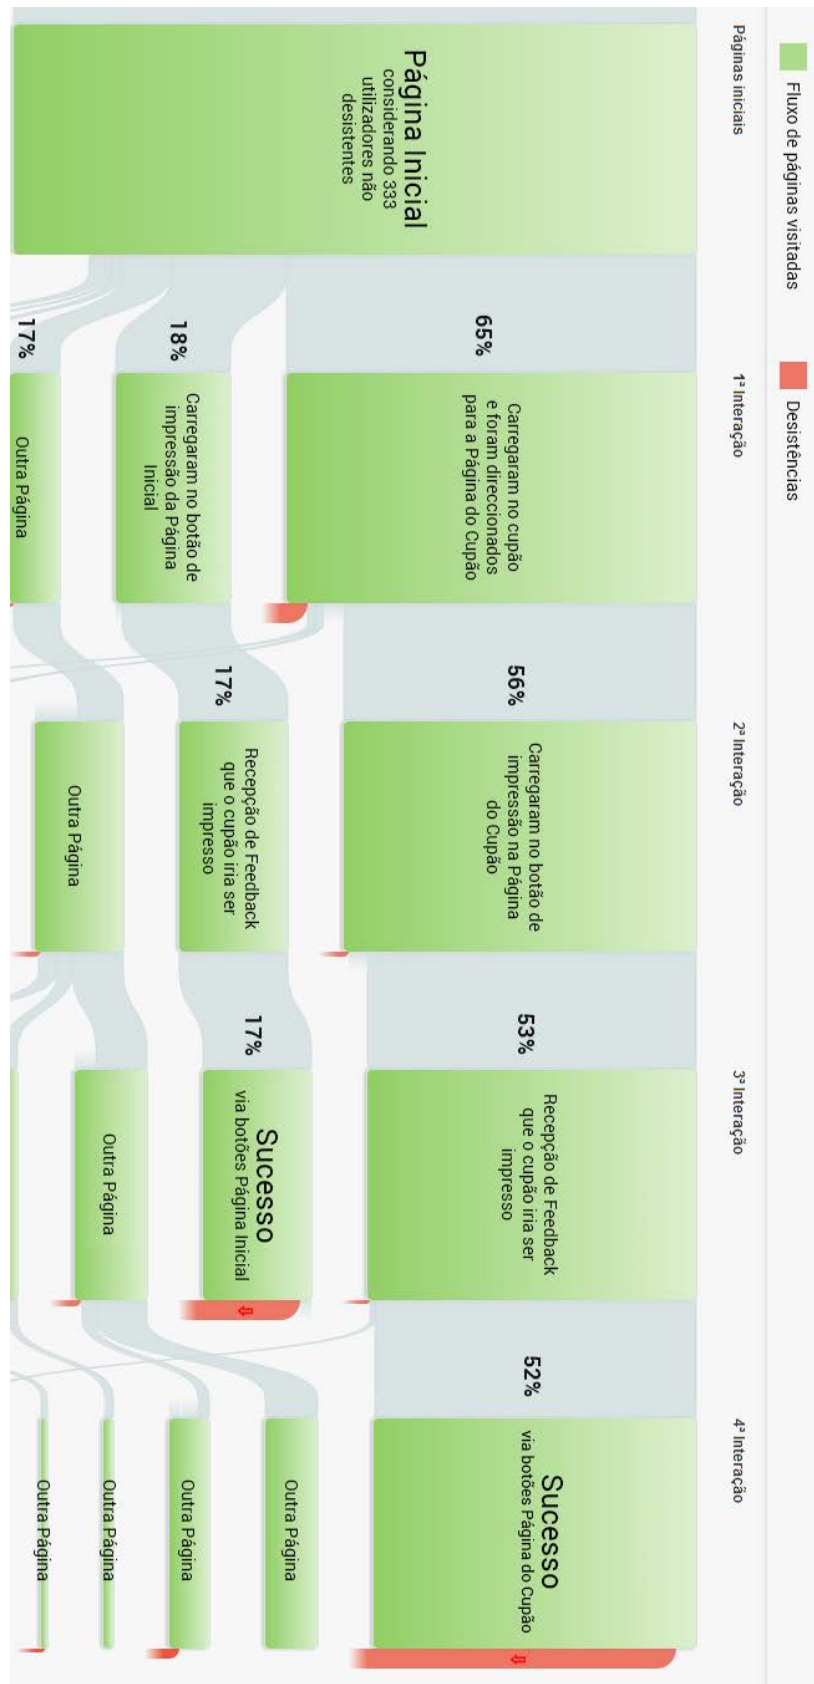 Fluxo de páginas visitadas
Desistências
Páginas iniciais
1ª Interação
2ª Interação
3ª Interação
4ª Interação
Página Inicial
considerando 333
utilizadores não
desistentes
65%
Carregaram no cupão
e foram direccionados
para a Página do Cupão
56%
Carregaram no botão de
impressão na Página
do Cupão
53%
Recepção de Feedback
que o cupão iria ser
impresso
52%
Sucesso
via botões Página do Cupão
18%
Carregaram no botão de
impressão da Página
Inicial
17%
Recepção de Feedback
que o cupão iria ser
impresso
17%
Sucesso
via botões Página Inicial
Outra Página
17%
Outra Página
Outra Página
Outra Página
Outra Página
Outra Página
Outra Página